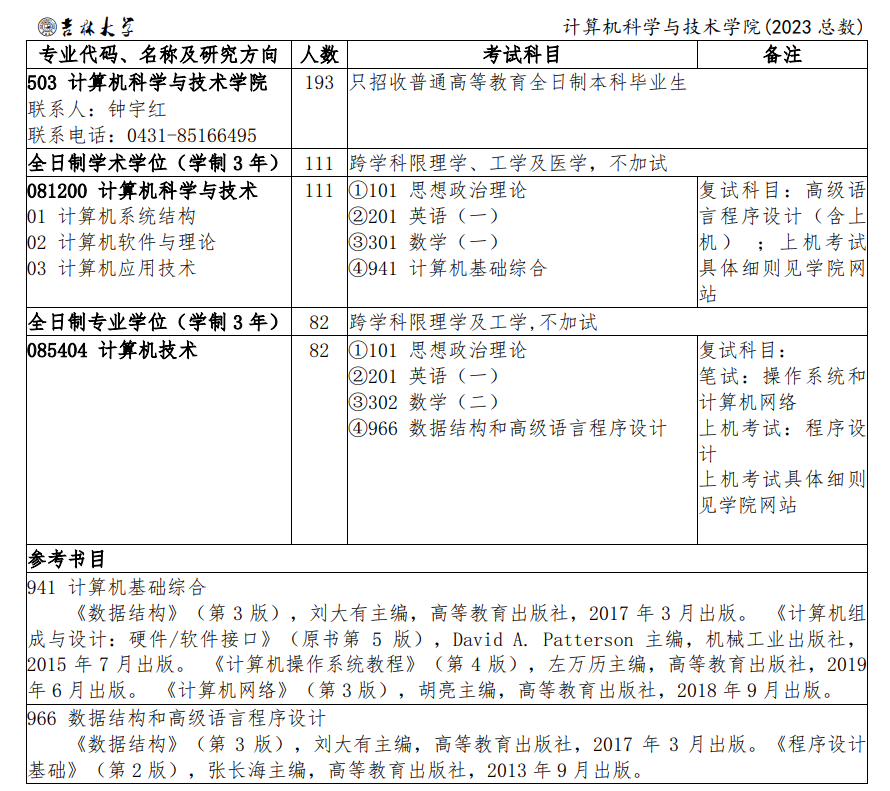 吉林大学 计算机科学与技术学院(2023 总数)
专业代码、名称及研究方向 人数 考试科目 备注
503 计算机科学与技术学院 193 只招收普通高等教育全日制本科毕业生
联系人：钟宇红
联系电话：0431-85166495
全日制学术学位（学制 3 年） 111 跨学科限理学、工学及医学，不加试
081200 计算机科学与技术 111 ①101 思想政治理论 复试科目：高级语
01 计算机系统结构 ②201 英语（一） 言程序设计（含上
02 计算机软件与理论 ③301 数学（一） 机） ；上机考试
03 计算机应用技术 ④941 计算机基础综合 具体细则见学院网
站
全日制专业学位（学制 3 年） 82 跨学科限理学及工学,不加试
085404 计算机技术 82 ①101 思想政治理论 复试科目：
②201 英语（一） 笔试：操作系统和
③302 数学（二） 计算机网络
④966 数据结构和高级语言程序设计 上机考试：程序设
计
上机考试具体细则
见学院网站
参考书目
941 计算机基础综合
《数据结构》（第 3 版），刘大有主编，高等教育出版社，2017 年 3 月出版。 《计算机组
成与设计：硬件/软件接口》（原书第 5 版），David A. Patterson 主编，机械工业出版社，
2015 年 7 月出版。 《计算机操作系统教程》（第 4 版），左万历主编，高等教育出版社，2019
年 6 月出版。 《计算机网络》（第 3 版），胡亮主编，高等教育出版社，2018 年 9 月出版。
966 数据结构和高级语言程序设计
《数据结构》（第 3 版），刘大有主编，高等教育出版社，2017 年 3 月出版。《程序设计
基础》（第 2 版），张长海主编，高等教育出版社，2013 年 9 月出版。